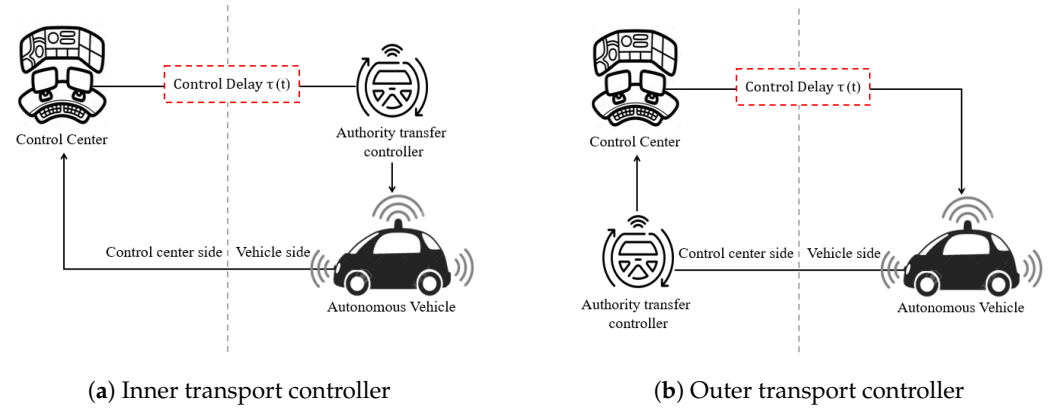 Control Delay τ (t)
Control Center
Authority transfer
controller
Control center side
Vehicle side
Autonomous Vehicle
(a) Inner transport controller
Control Delay τ (t)
Control Center
Control center side
Vehicle side
Authority transfer
controller
Autonomous Vehicle
(b) Outer transport controller